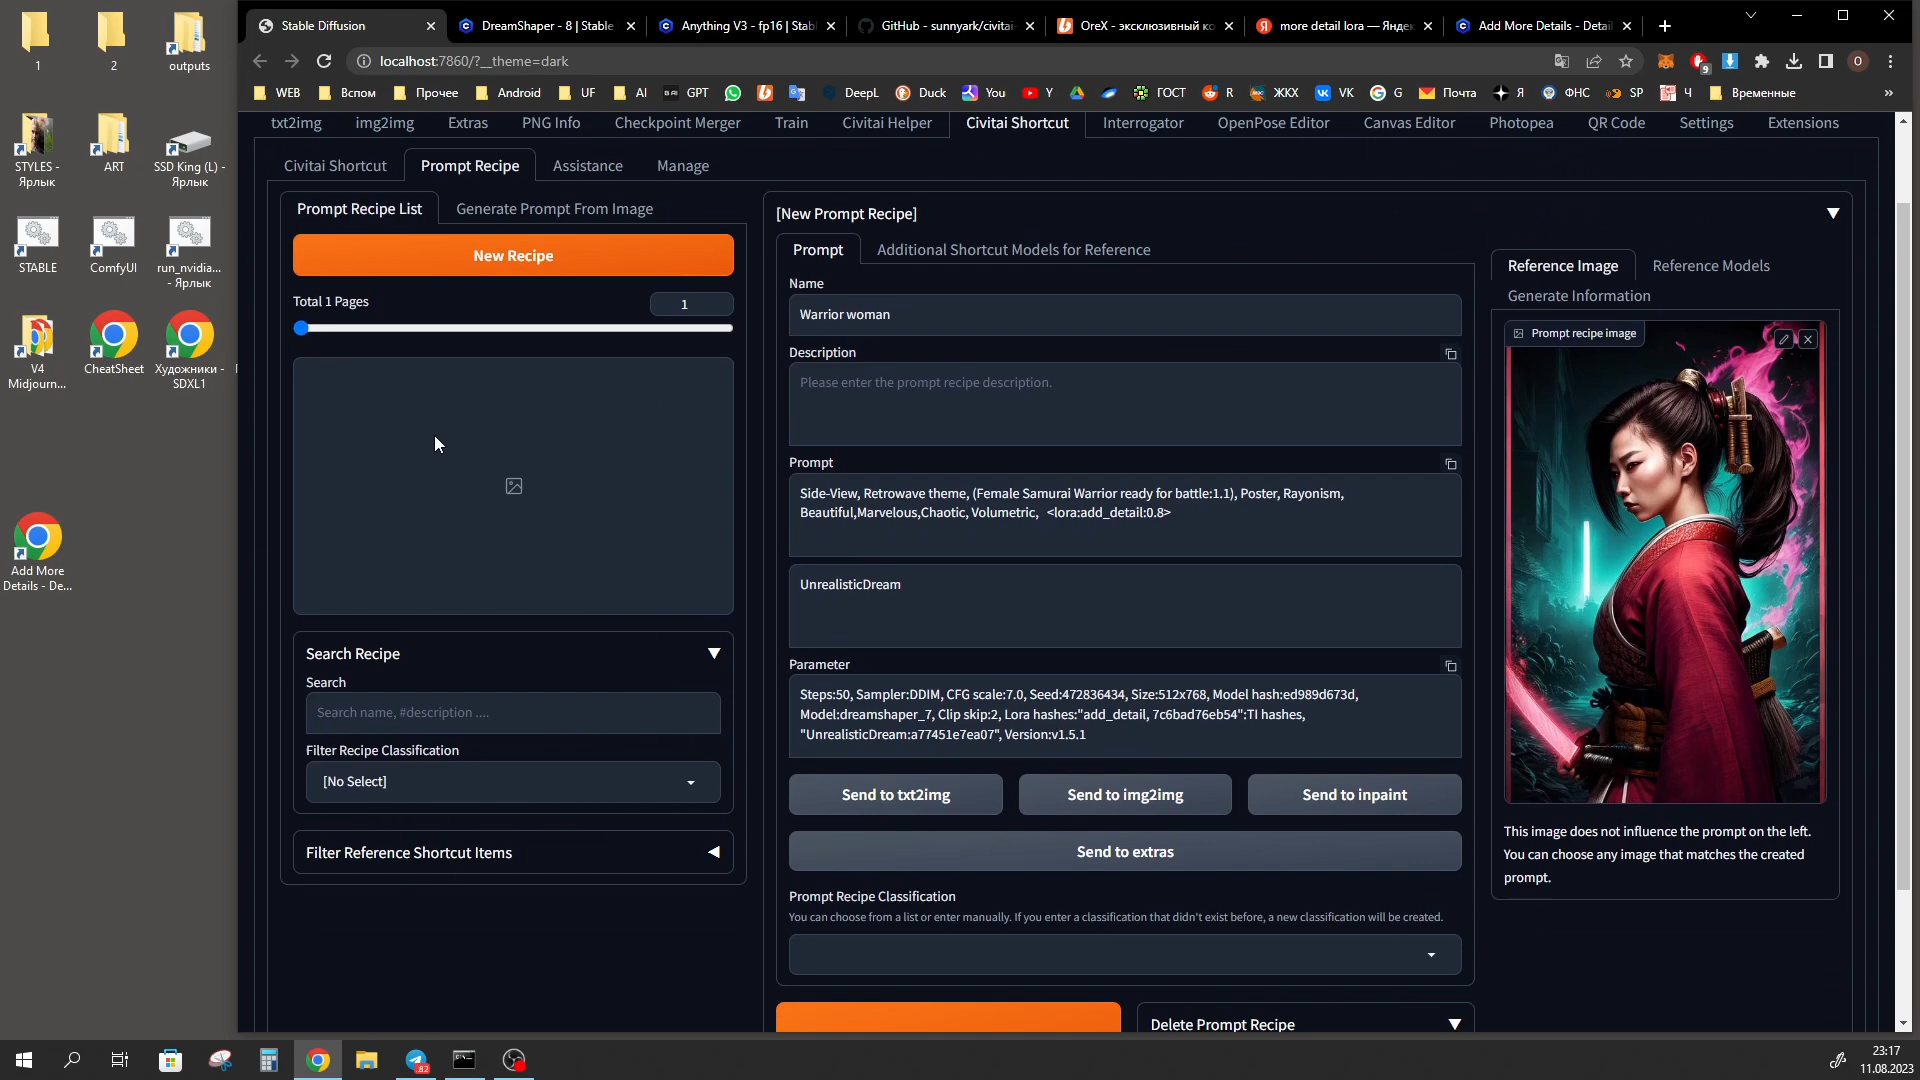 1
2
outputs
STYLES -
Ярлык
ART
SSD King (L) -
Ярлык
STABLE
ComfyUI
run_nvidia...
- Ярлык
V4
Midjourn...
CheatSheet
Художники -
SDXL1
Add More
Details - De...
Stable Diffusion
DreamShaper - 8 | Stable
Anything V3 - fp16 | Stab
GitHub - sunnyark/civitai-
OreX - эксклюзивный ко
more detail lora — Яндек
Add More Details - Detail
localhost:7860/?__theme=dark
9
O
WEB
Вспом
Прочее
Android
UF
AI
GPT
DeepL
Duck
You
Y
ГОСТ
R
ЖКХ
VK
G
Почта
Я
ФНС
SP
Ч
Временные
»
txt2img
img2img
Extras
PNG Info
Checkpoint Merger
Train
Civitai Helper
Civitai Shortcut
Interrogator
OpenPose Editor
Canvas Editor
Photopea
QR Code
Settings
Extensions
Civitai Shortcut
Prompt Recipe
Assistance
Manage
Prompt Recipe List
Generate Prompt From Image
New Recipe
Total 1 Pages
1
Search Recipe
Search
Search name, #description ....
Filter Recipe Classification
[No Select]
Filter Reference Shortcut Items
[New Prompt Recipe]
Prompt
Additional Shortcut Models for Reference
Name
Warrior woman
Description
Please enter the prompt recipe description.
Prompt
Side-View, Retrowave theme, (Female Samurai Warrior ready for battle:1.1), Poster, Rayonism,
Beautiful,Marvelous,Chaotic, Volumetric,  <lora:add_detail:0.8>
UnrealisticDream
Parameter
Steps:50, Sampler:DDIM, CFG scale:7.0, Seed:472836434, Size:512x768, Model hash:ed989d673d,
Model:dreamshaper_7, Clip skip:2, Lora hashes:"add_detail, 7c6bad76eb54":TI hashes,
"UnrealisticDream:a77451e7ea07", Version:v1.5.1
Send to txt2img
Send to img2img
Send to inpaint
Send to extras
Prompt Recipe Classification
You can choose from a list or enter manually. If you enter a classification that didn't exist before, a new classification will be created.
Delete Prompt Recipe
Reference Image
Reference Models
Generate Information
Prompt recipe image
This image does not influence the prompt on the left.
You can choose any image that matches the created
prompt.
82
23:17
11.08.2023